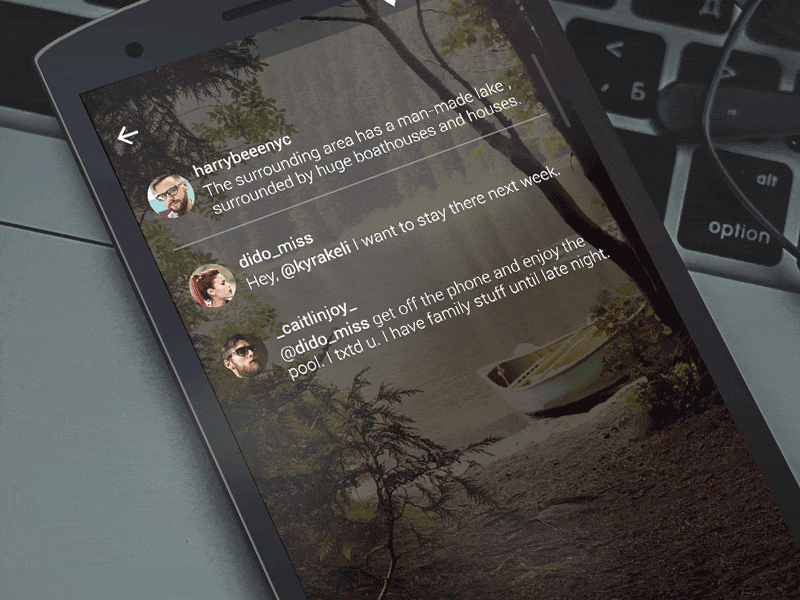 harrybeeenyc
The surrounding area has a man-made lake ,
surrounded by huge boathouses and houses.
dido_miss
Hey, @kyrakeli I want to stay there next week.
_caitlinjoy_
@dido_miss get off the phone and enjoy the
pool. I txtd u. I have family stuff until late night.
<
Б
alt
option